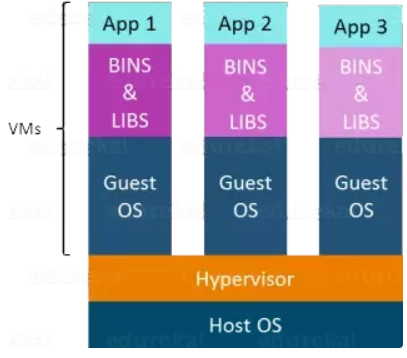 App 1
App 2
App 3
BINS
&
LIBS
BINS
&
LIBS
BINS
&
LIBS
VMs
Guest
OS
Guest
OS
Guest
OS
Hypervisor
Host OS